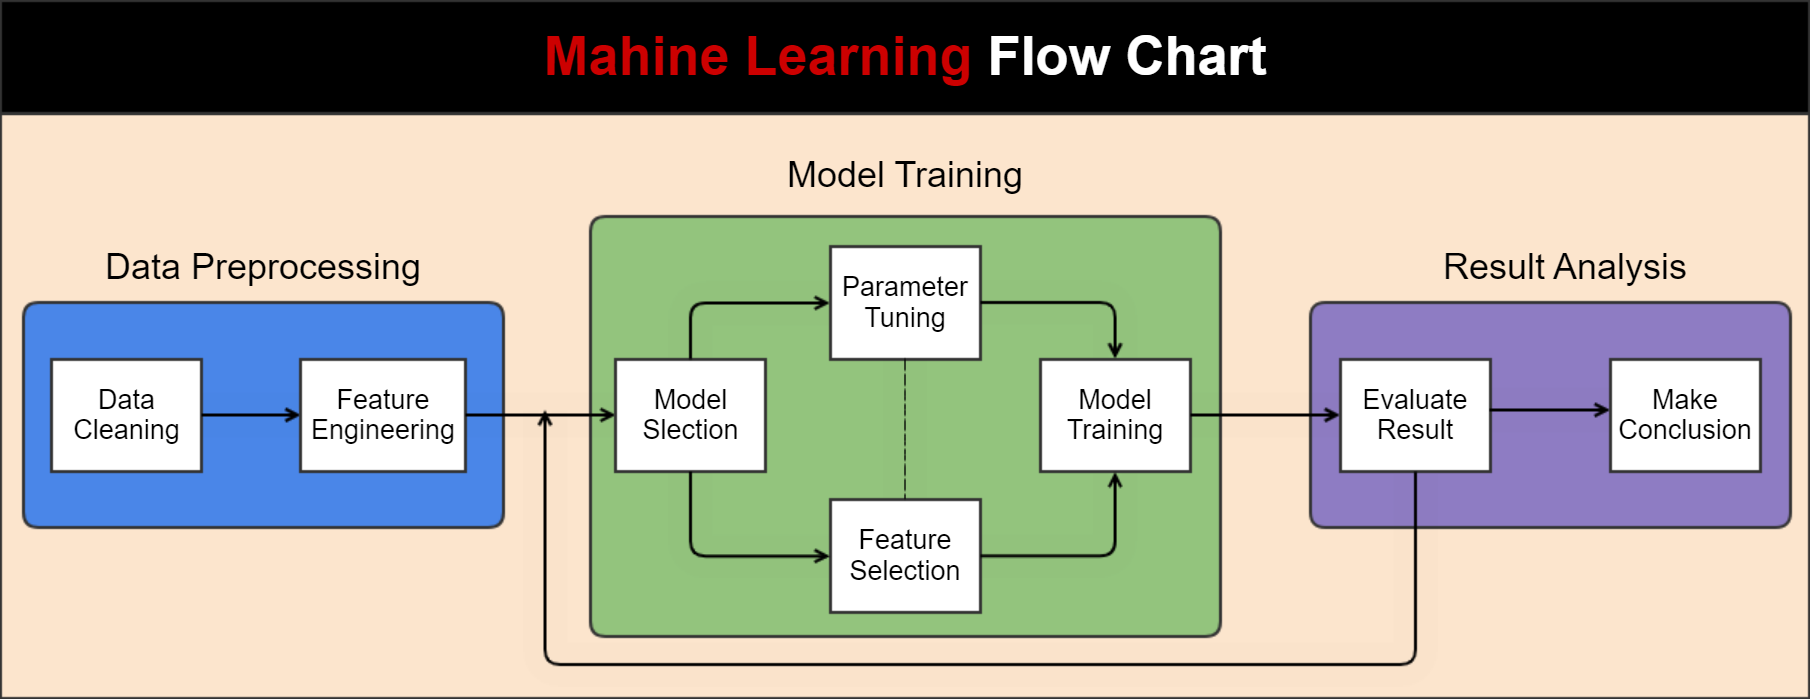 Mahine Learning Flow Chart
Model Training
Data Preprocessing
Result Analysis
Parameter
Tuning
Data
Cleaning
Feature
Engineering
Model
Slection
Model
Training
Evaluate
Result
Make
Conclusion
Feature
Selection